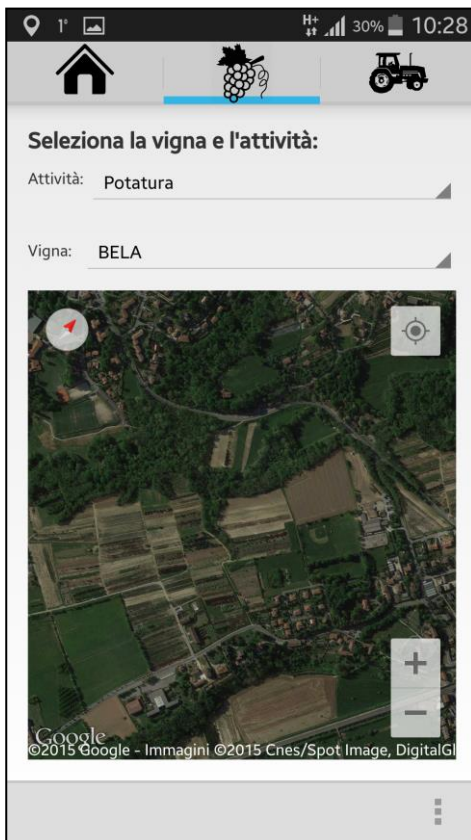 1° H+ 30% 10:28
Seleziona la vigna e l'attività:
Attività: Potatura
Vigna: BELA
Google
©2015 Google - Immagini ©2015 Cnes/Spot Image, DigitalGl